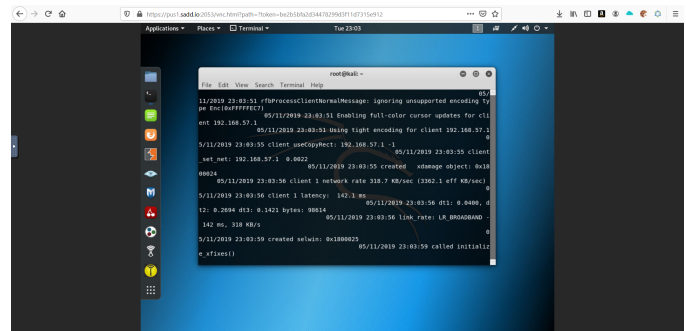 https://pus1.sadd.io:2053/vnc.html?path=?token=be2b5bfa2d34478299d3f11d7315e912
Applications Places Terminal Tue 23:03 1
root@kali: ~
File Edit View Search Terminal Help
05/
11/2019 23:03:51 rfbProcessClientNormalMessage: ignoring unsupported encoding ty
pe Enc(0xFFFFFEC7)
05/11/2019 23:03:51 Enabling full-color cursor updates for cli
ent 192.168.57.1
05/11/2019 23:03:51 Using tight encoding for client 192.168.57.1
0
5/11/2019 23:03:55 client useCopyRect: 192.168.57.1 -1
05/11/2019 23:03:55 client
_set_net: 192.168.57.1 0.0022
05/11/2019 23:03:55 created xdamage object: 0x18
00024
05/11/2019 23:03:56 client 1 network rate 318.7 KB/sec (3362.1 eff KB/sec)
0
5/11/2019 23:03:56 client 1 latency: 142.1 ms
05/11/2019 23:03:56 dt1: 0.0400, d
t2: 0.2694 dt3: 0.1421 bytes: 98614
05/11/2019 23:03:56 link_rate: LR_BROADBAND -
142 ms, 318 KB/s
0
5/11/2019 23:03:59 created selwin: 0x1800025
05/11/2019 23:03:59 called initializ
e_xfixes()